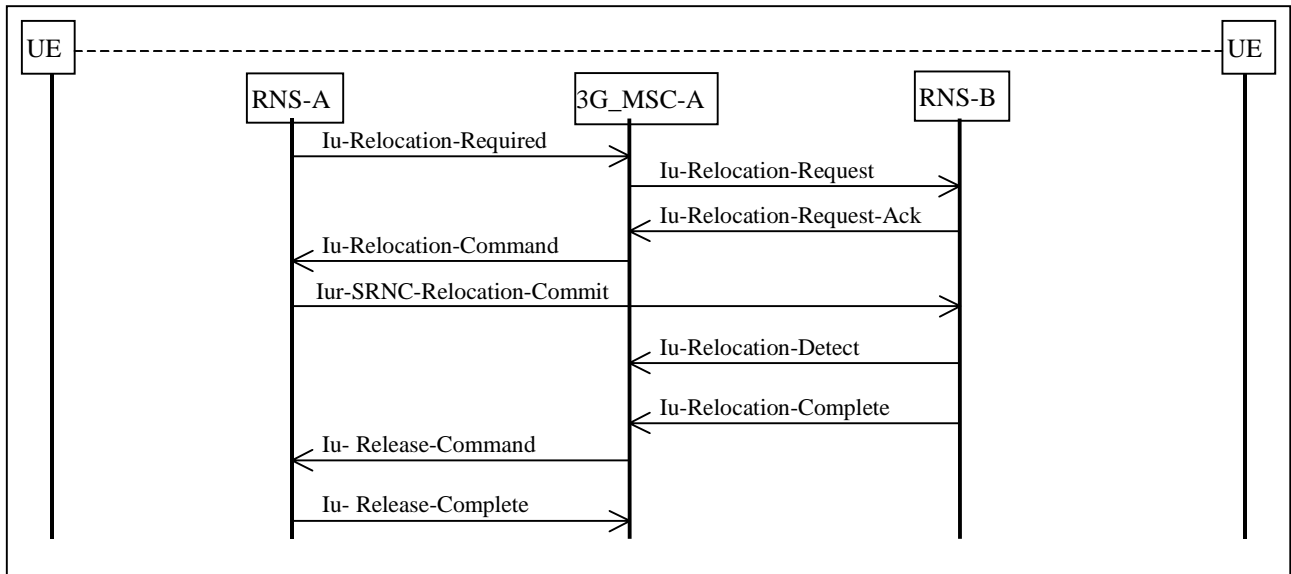 UE
UE
RNS-A
3G_MSC-A
RNS-B
Iu-Relocation-Required
Iu-Relocation-Request
Iu-Relocation-Request-Ack
Iu-Relocation-Command
Iur-SRNC-Relocation-Commit
Iu-Relocation-Detect
Iu-Relocation-Complete
Iu- Release-Command
Iu- Release-Complete